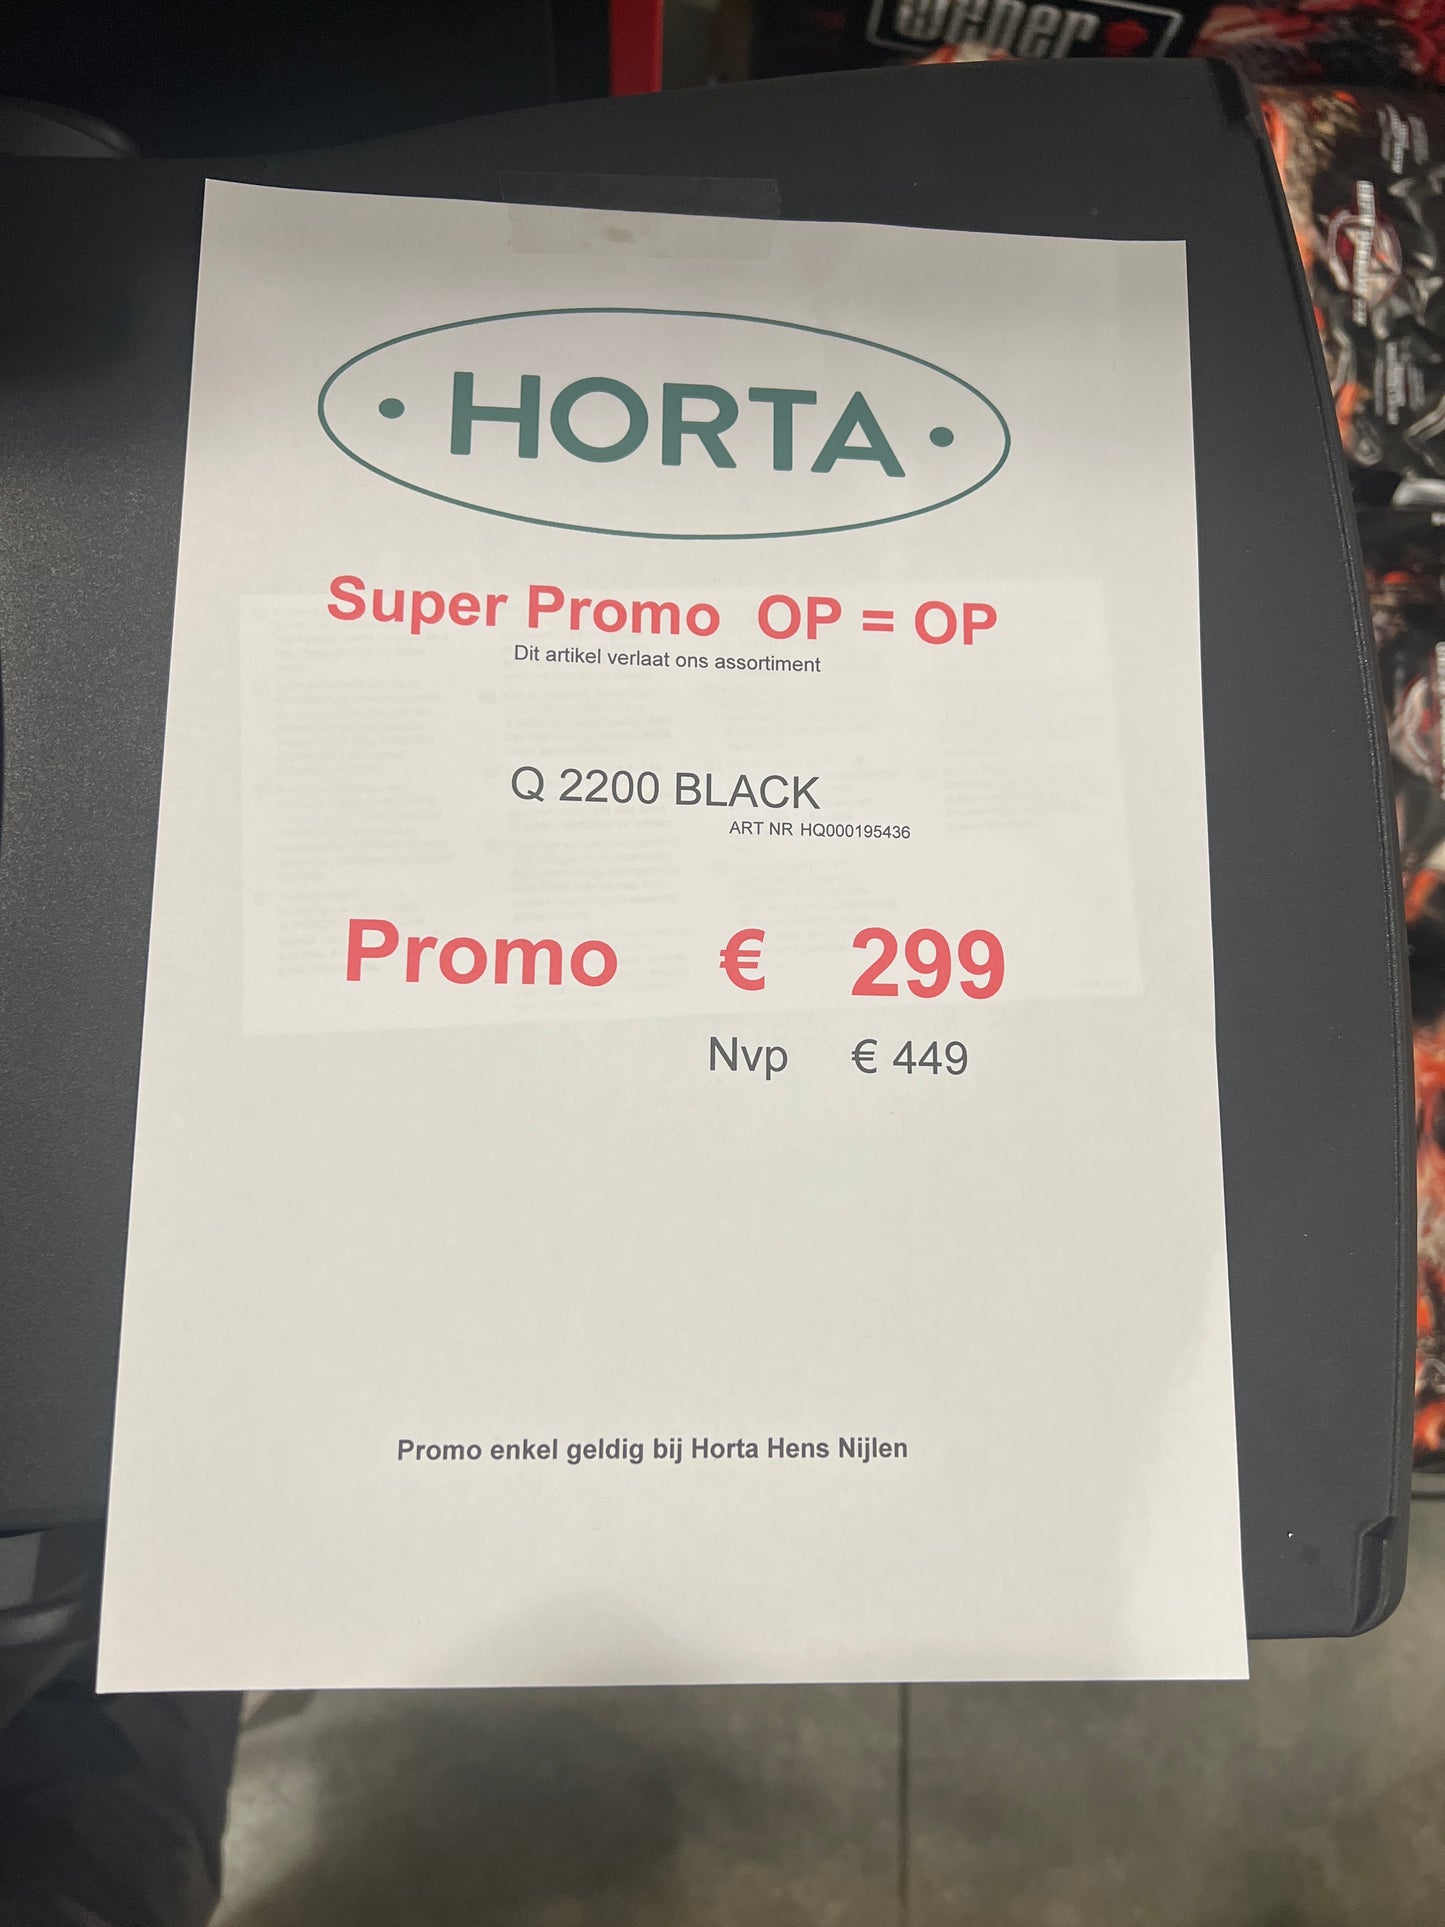 Weber
HORTA
Super Promo OP = OP
Dit artikel verlaat ons assortiment
Q 2200 BLACK
ART NR HQ000195436
Promo € 299
Nvp € 449
Promo enkel geldig bij Horta Hens Nijlen